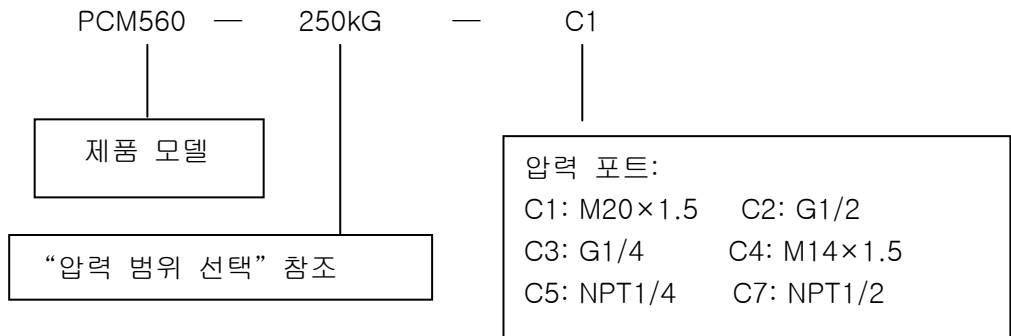 PCM560 — 250kG — C1
제품 모델
“압력 범위 선택” 참조
압력 포트:
C1: M20×1.5 C2: G1/2
C3: G1/4 C4: M14×1.5
C5: NPT1/4 C7: NPT1/2